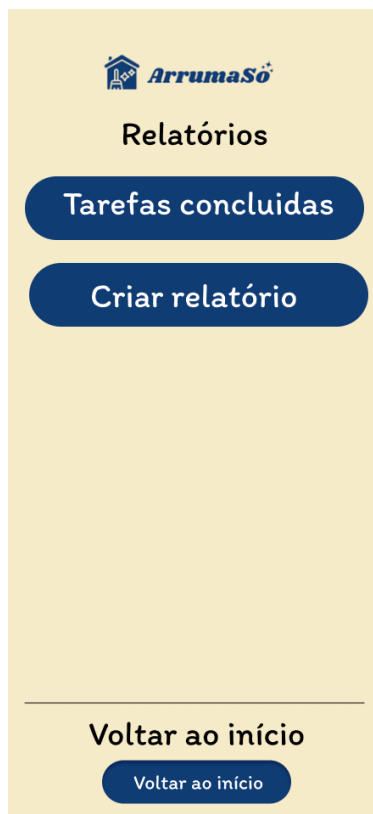 ArrumaSó
Relatórios
Tarefas concluidas
Criar relatório
Voltar ao início
Voltar ao início